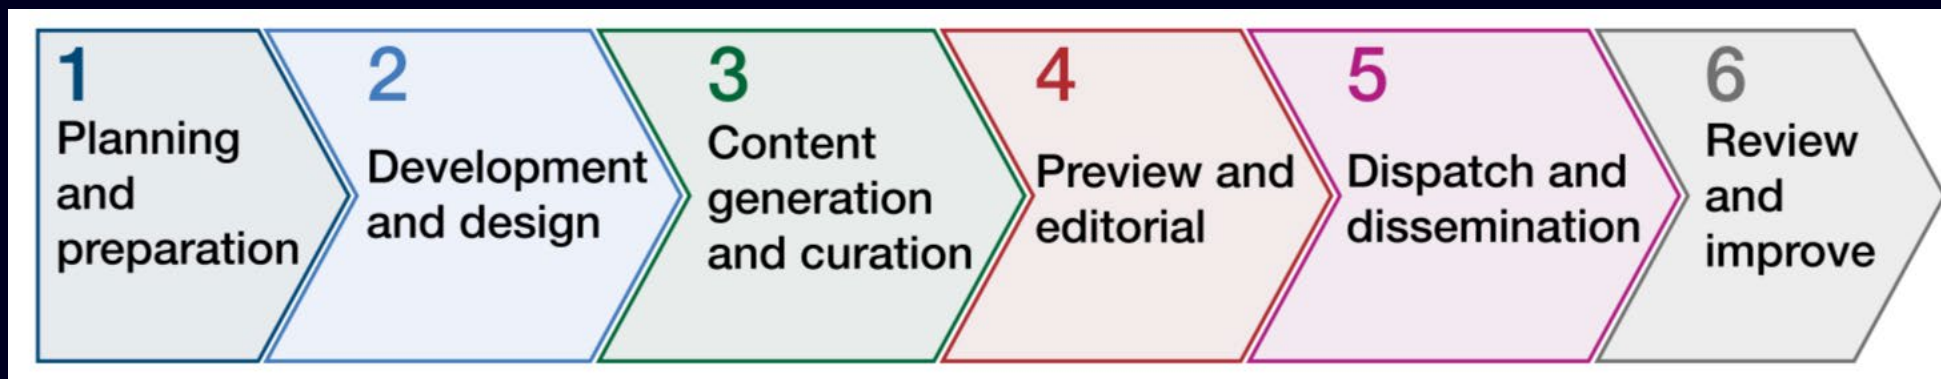 1
Planning
and
preparation
2
Development
and design
3
Content
generation
and curation
4
Preview and
editorial
5
Dispatch and
dissemination
6
Review
and
improve